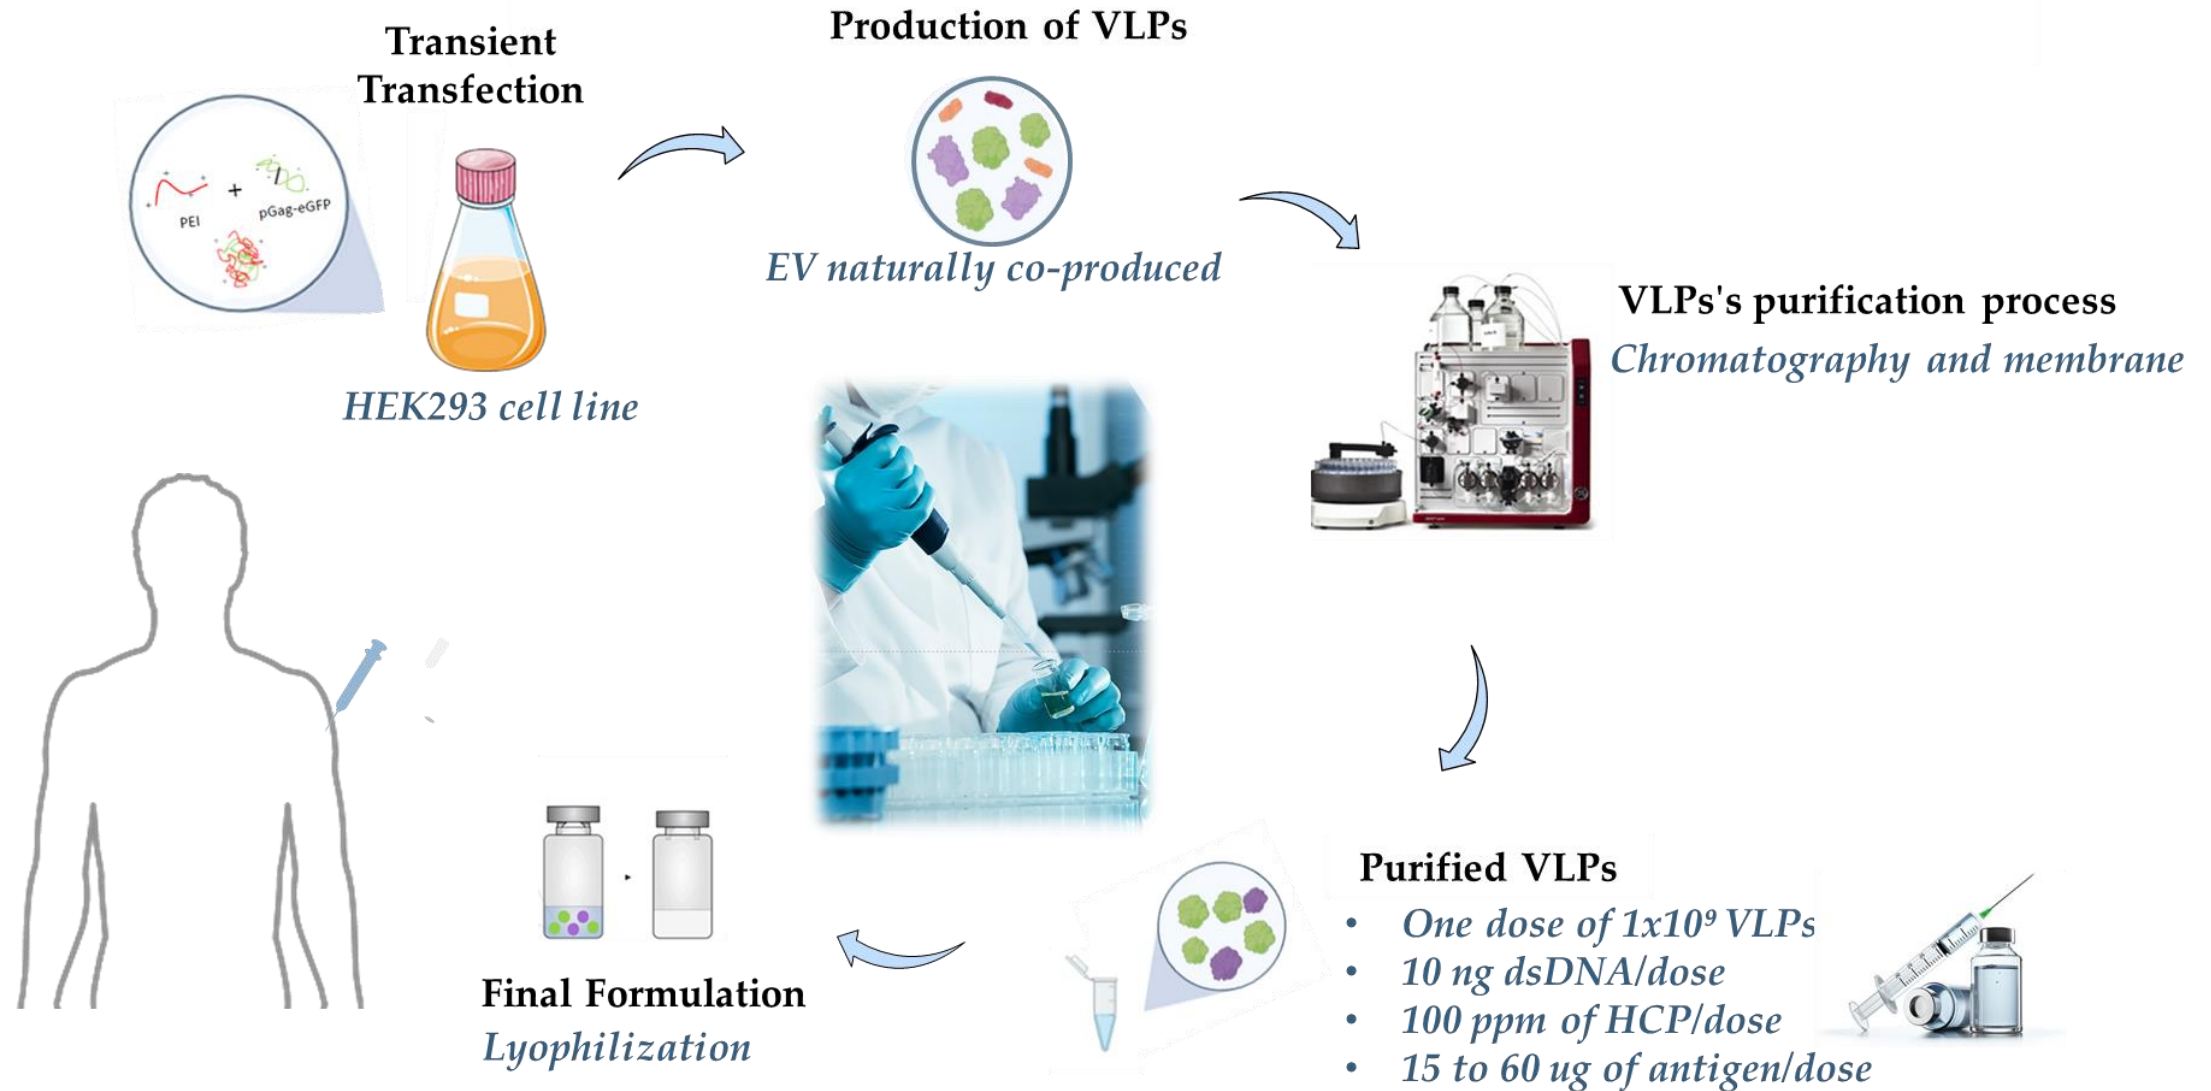 Transient
Transfection
PEI
+
pGag-eGFP
HEK293 cell line
Production of VLPs
EV naturally co-produced
VLPs's purification process
Chromatography and membrane
Purified VLPs
• One dose of 1x10⁹ VLPs
• 10 ng dsDNA/dose
• 100 ppm of HCP/dose
• 15 to 60 ug of antigen/dose
Final Formulation
Lyophilization